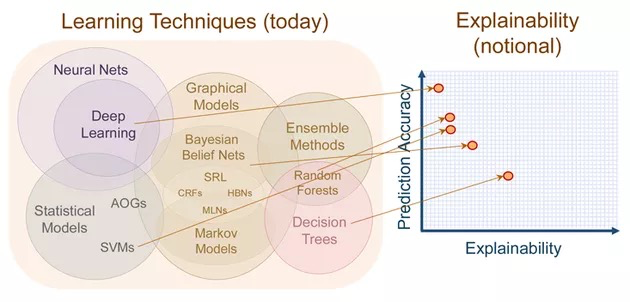 Learning Techniques (today)
Neural Nets
Deep
Learning
Graphical
Models
Bayesian
Belief Nets
SRL
CRFs
HBNs
MLNs
Markov
Models
Ensemble
Methods
Random
Forests
Decision
Trees
Statistical
Models
AOGs
SVMs
Explainability
(notional)
Prediction Accuracy
Explainability